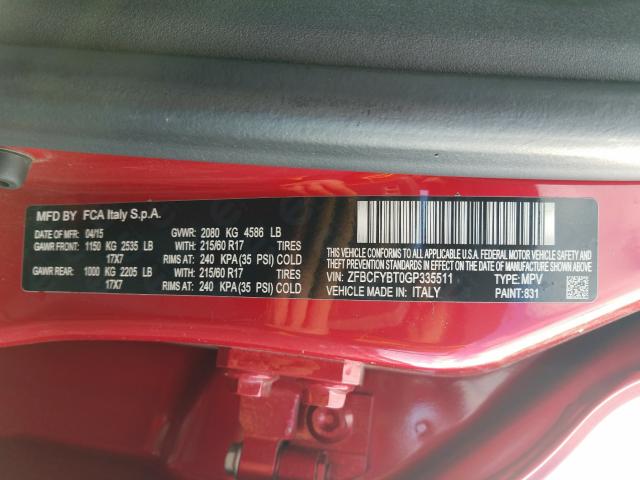 MFD BY FCA Italy S.p.A.
DATE OF MFR: 04/15 GVWR: 2080 KG 4586 LB
GAWR FRONT: 1150 KG 2535 LB WITH: 215/60 R17 TIRES
17X7 RIMS AT: 240 KPA (35 PSI) COLD
GAWR REAR: 1000 KG 2205 LB WITH: 215/60 R17 TIRES
17X7 RIMS AT: 240 KPA (35 PSI) COLD
THIS VEHICLE CONFORMS TO ALL APPLICABLE U.S.A. FEDERAL MOTOR VEHICLE SAFETY
AND THEFT PREVENTION STANDARDS IN EFFECT ON THE DATE OF MANUFACTURE SHOWN ABOVE.
VIN: ZFBCFYBT0GP335511 TYPE: MPV
VEHICLE MADE IN: ITALY PAINT: 831